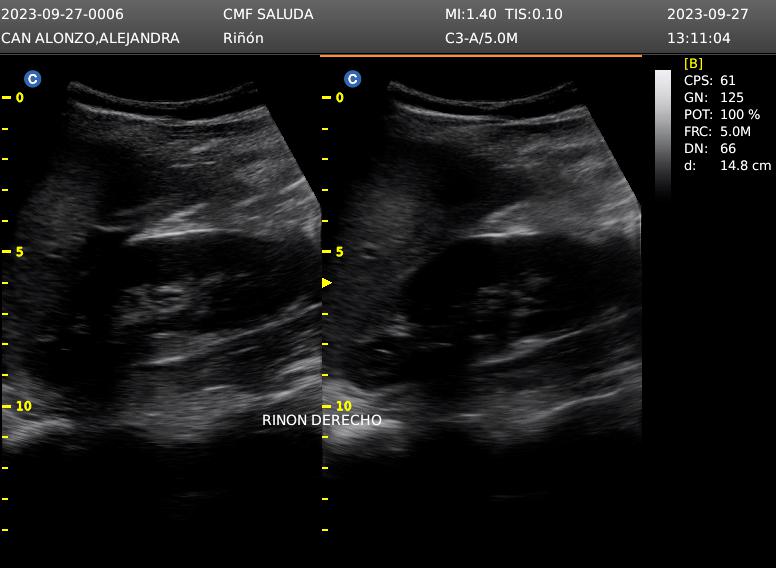 2023-09-27-0006 CMF SALUDA MI:1.40 TIS:0.10 2023-09-27
CAN ALONZO,ALEJANDRA Riñón C3-A/5.0M 13:11:04
[B]
C C
CPS: 61
0 0
GN: 125
POT: 100 %
FRC: 5.0M
DN: 66
d: 14.8 cm
5 5
10 10
RINON DERECHO